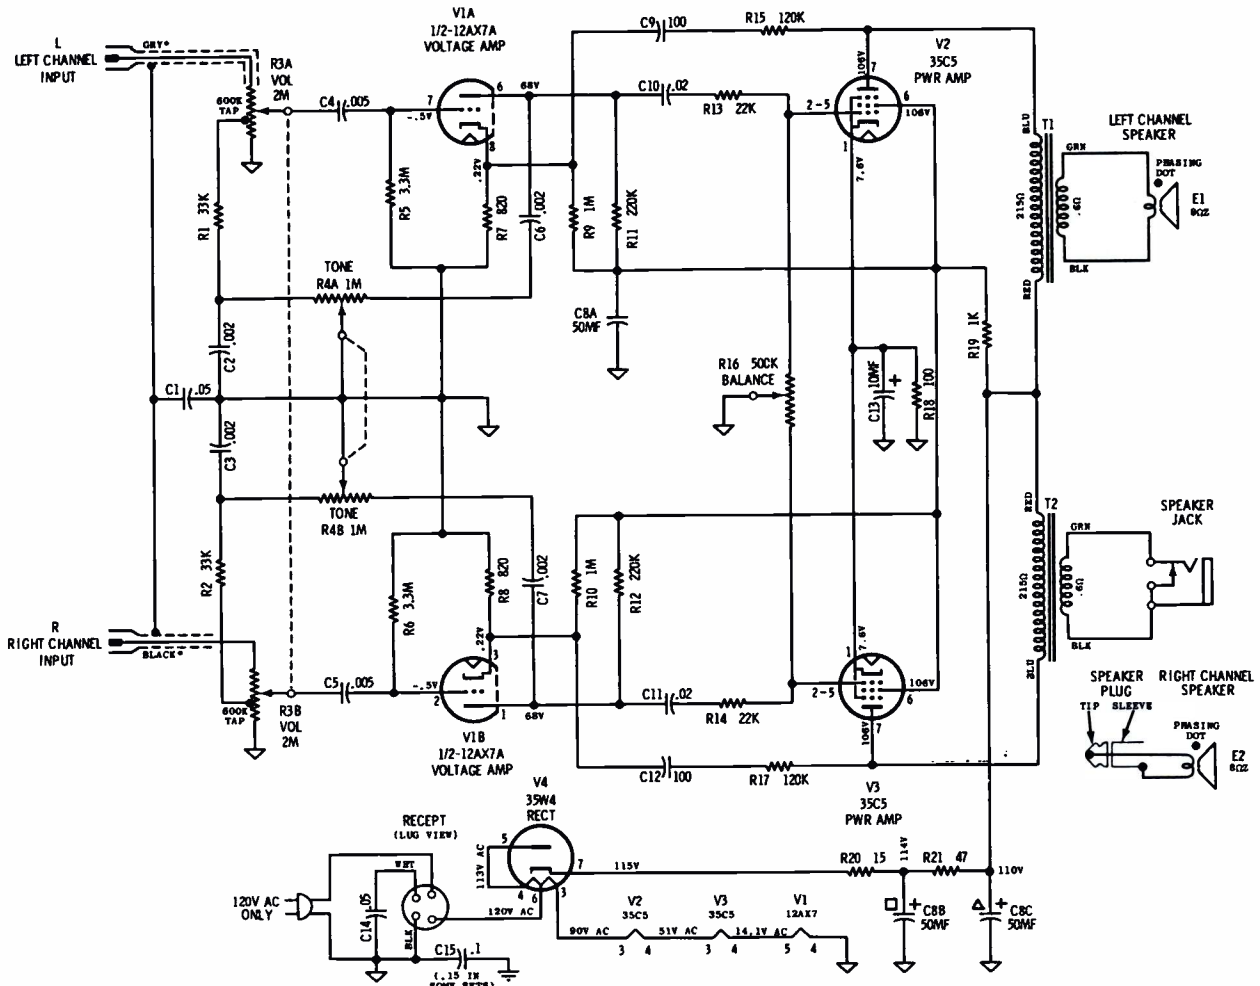 V1A
1/2-12AX7A
VOLTAGE AMP
L
LEFT CHANNEL
INPUT
GRY*
R3A
VOL
2M
600K
TAP
C4 .005
7
-.5V
6
68V
8
.22V
C9 100
R15 120K
C10 .02
R13 22K
V2
35C5
PWR AMP
106V
7
2-5
6
106V
1
7.6V
R1 33K
R5 3.3M
R7 820
C6 .002
R9 1M
R11 220K
BLU
T1
215Ω
.6Ω
GRN
BLK
RED
LEFT CHANNEL
SPEAKER
PHASING
DOT
E1
8ΩZ
TONE
R4A 1M
C8A
50MF
R19 1K
C2 .002
C1 .05
C3 .002
R16 500K
BALANCE
C13 10MF
+
R18 100
TONE
R4B 1M
R2 33K
R6 3.3M
R8 820
C7 .002
R10 1M
R12 220K
RED
T2
215Ω
.6Ω
GRN
BLK
BLU
SPEAKER
JACK
R
RIGHT CHANNEL
INPUT
BLACK*
600K
TAP
R3B
VOL
2M
C5 .005
-.5V
2
.22V
3
1
68V
V1B
1/2-12AX7A
VOLTAGE AMP
C11 .02
R14 22K
C12 100
R17 120K
1
7.6V
2-5
106V
6
7
106V
V3
35C5
PWR AMP
SPEAKER
PLUG
TIP SLEEVE
RIGHT CHANNEL
SPEAKER
PHASING
DOT
E2
8ΩZ
V4
35W4
RECT
5
113V AC
4
6
3
7
115V
R20 15
114V
R21 47
110V
+
C8B
50MF
+
C8C
50MF
RECEPT
(LUG VIEW)
WHT
120V AC
ONLY
C14 .05
BLK
120V AC
C15 .1
(.15 IN
SOME SETS)
90V AC
V2
35C5
3 4
51V AC
V3
35C5
3 4
14.1V AC
V1
12AX7
5 4